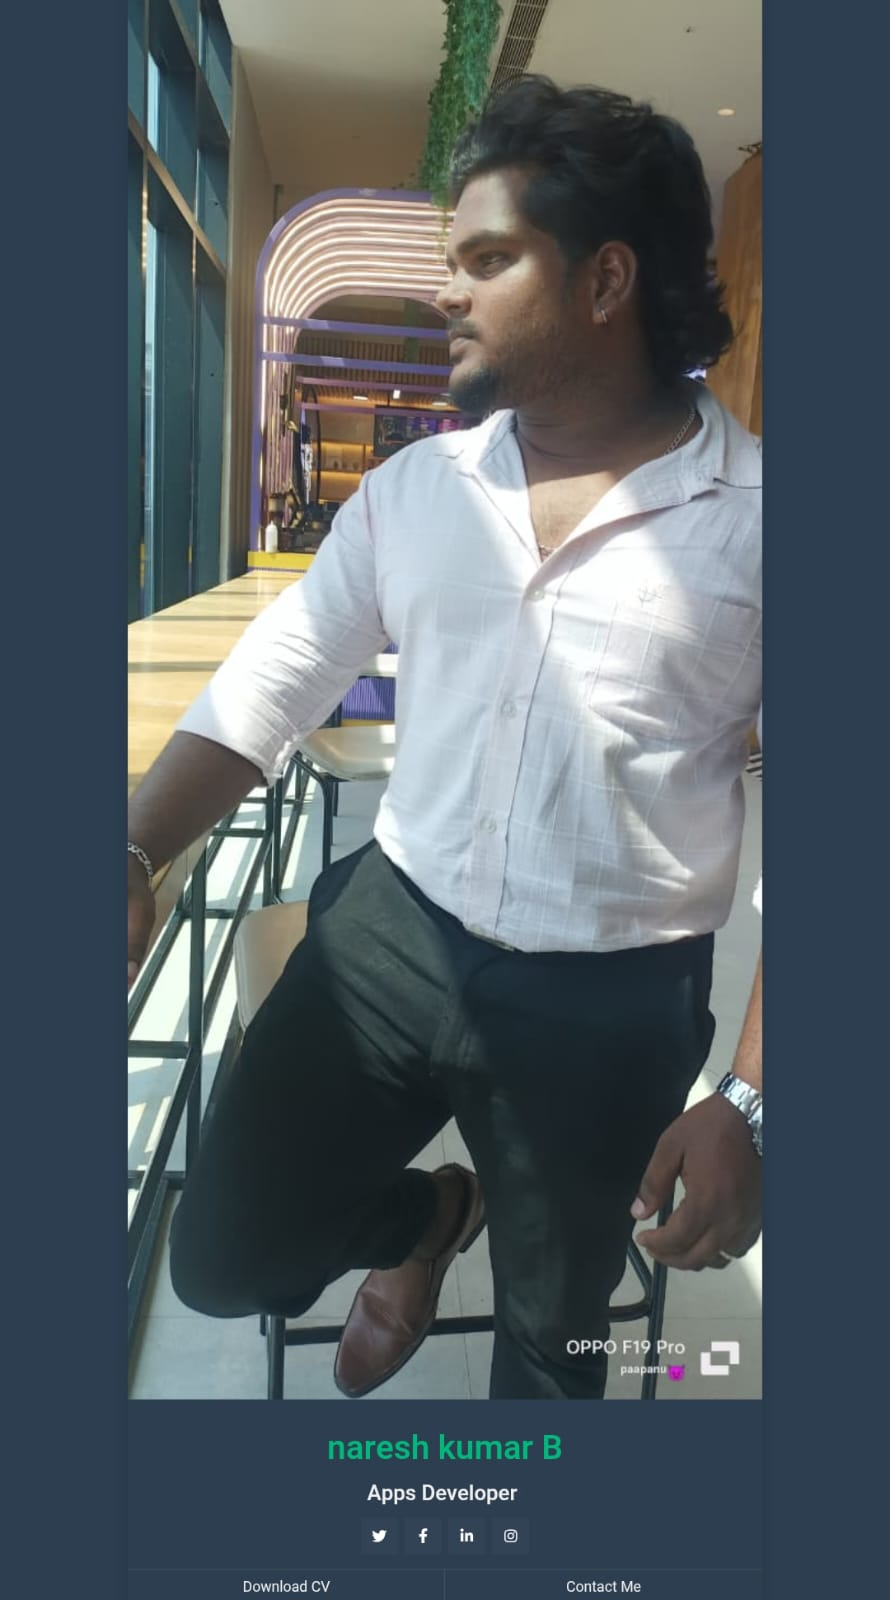 OPPO F19 Pro
paapanu😈
naresh kumar B
Apps Developer
Download CV
Contact Me